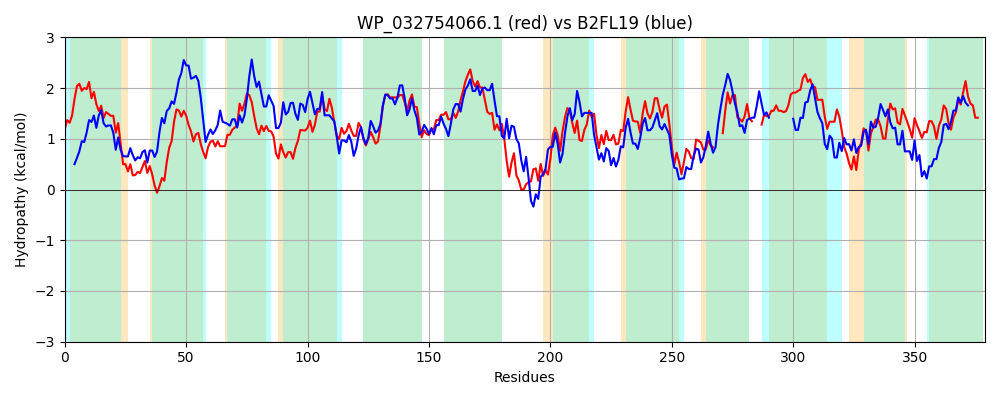 WP_032754066.1 (red) vs B2FL19 (blue)
Hydropathy (kcal/mol)
3
2
1
0
−1
−2
−3
0 50 100 150 200 250 300 350
Residues